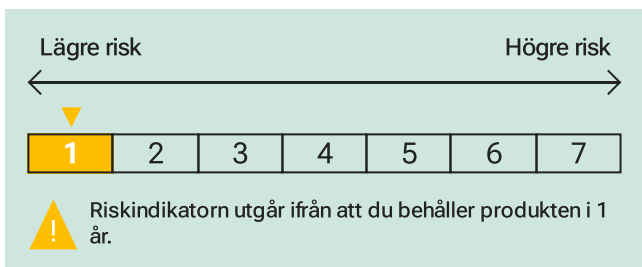 Lägre risk Högre risk
1 2 3 4 5 6 7
! Riskindikatorn utgår ifrån att du behåller produkten i 1
år.